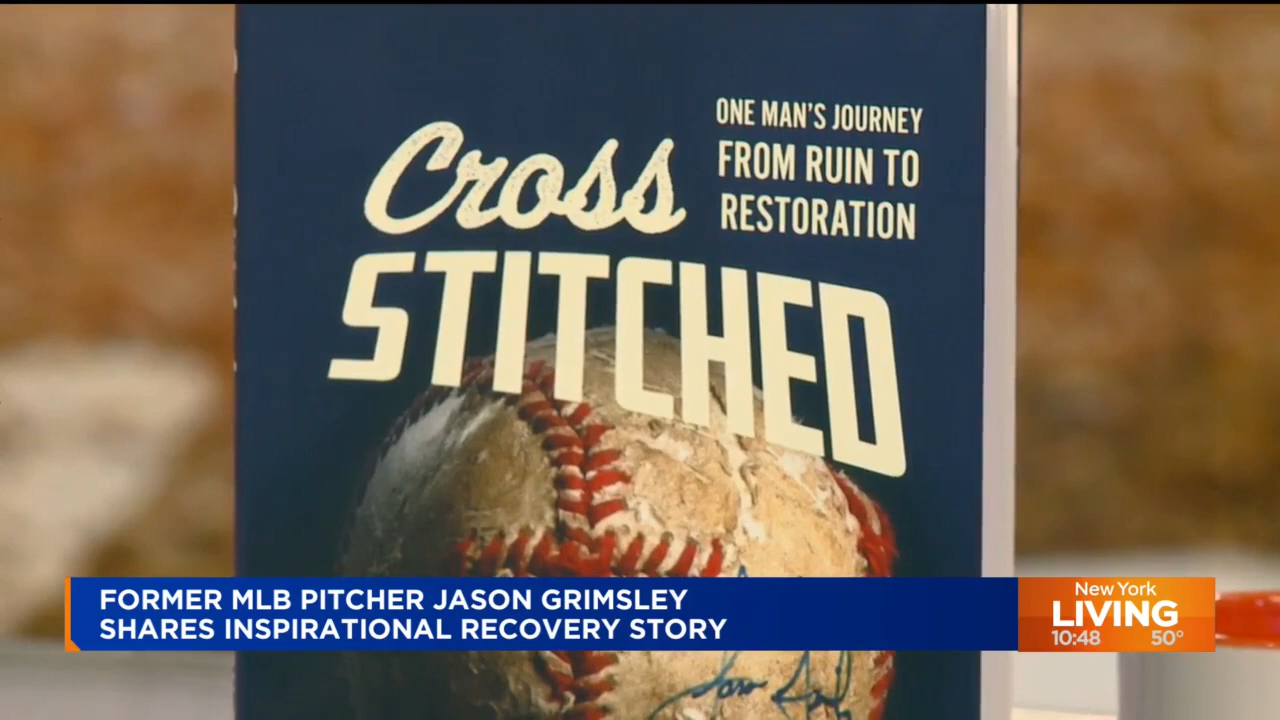 ONE MAN'S JOURNEY
FROM RUIN TO
RESTORATION
Cross
STITCHED
FORMER MLB PITCHER JASON GRIMSLEY
SHARES INSPIRATIONAL RECOVERY STORY
New York
LIVING
10:48 50°